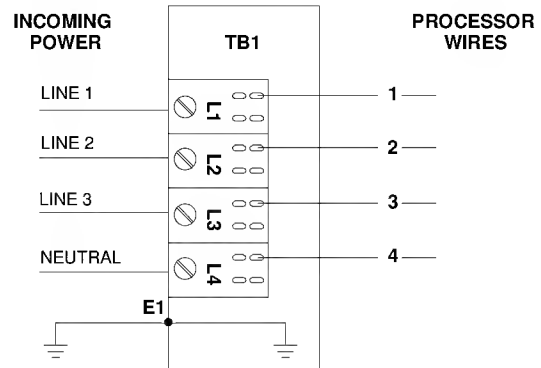 INCOMING
POWER
TB1
PROCESSOR
WIRES
LINE 1
L1
1
LINE 2
L2
2
LINE 3
L3
3
NEUTRAL
L4
4
E1